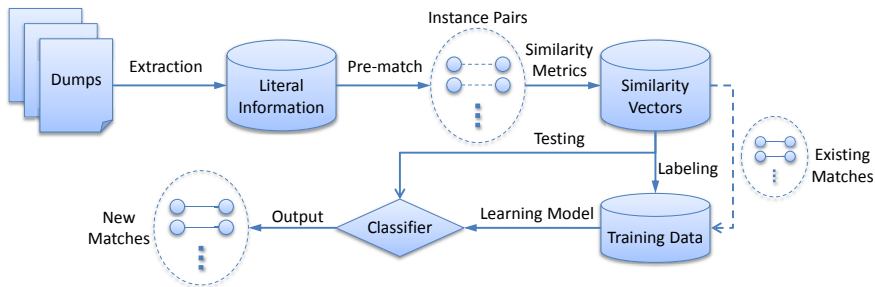 Instance Pairs
Dumps
Extraction
Literal
Information
Pre-match
Similarity
Metrics
Similarity
Vectors
Testing
Labeling
Existing
Matches
New
Matches
Output
Classifier
Learning Model
Training Data